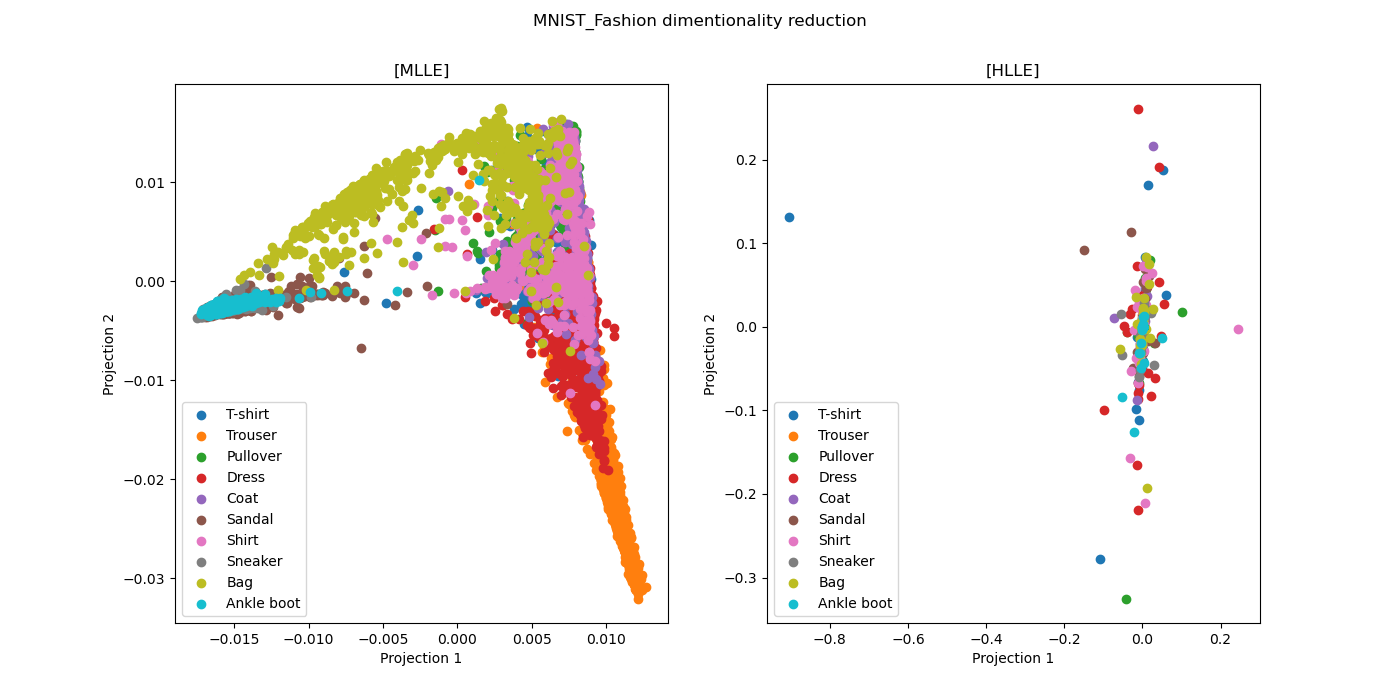 MNIST_Fashion dimentionality reduction
[MLLE]
Projection 2
0.01
0.00
−0.01
−0.02
−0.03
T-shirt
Trouser
Pullover
Dress
Coat
Sandal
Shirt
Sneaker
Bag
Ankle boot
−0.015 −0.010 −0.005 0.000 0.005 0.010
Projection 1
[HLLE]
Projection 2
0.2
0.1
0.0
−0.1
−0.2
−0.3
T-shirt
Trouser
Pullover
Dress
Coat
Sandal
Shirt
Sneaker
Bag
Ankle boot
−0.8 −0.6 −0.4 −0.2 0.0 0.2
Projection 1